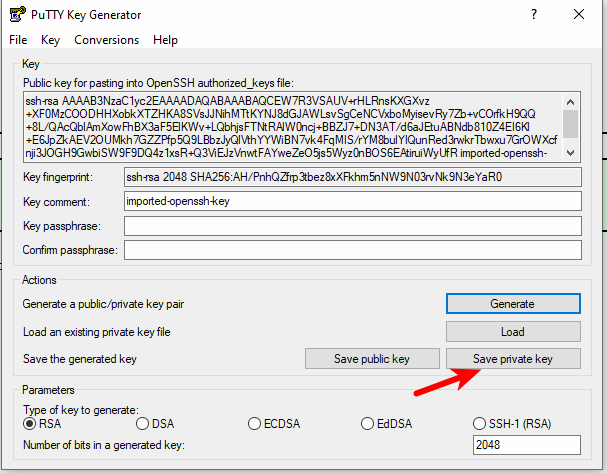 PuTTY Key Generator
File Key Conversions Help
Key
Public key for pasting into OpenSSH authorized_keys file:
ssh-rsa AAAAB3NzaC1yc2EAAAADAQABAAABAQCEW7R3VSAUV+rHLRnsKXGXvz
+XF0MzCOODHHXobkXTZHKA8SVsJJNihMTtKYNJ8dGJAWLsvSgCeNCVxboMyisevRy7Zb+vCOrfkH9QQ
+8L/QAcQblAmXowFhBX3aF5ElKWv+LQbhjsFTNtRAlW0ncj+BBZJ7+DN3AT/d6aJEtuABNdb810Z4EI6KI
+E6JpZkAEV2OUMkh7GZZPfp5Q9LBbzJyQlVthYYWiBN7vk4FqMIS/rYM8bulYlQunRed3rwkrTbwxu7GrOWXcf
nji3JOGH9GwbiSW9F9DQ4z1xsR+Q3ViEJzVnwtFAYweZeO5js5Wyz0nBOS6EAtiruiWyUfR imported-openssh-
Key fingerprint: ssh-rsa 2048 SHA256:AH/PnhQZfrp3tbez8xXFkhm5nNW9N03rvNk9N3eYaR0
Key comment: imported-openssh-key
Key passphrase:
Confirm passphrase:
Actions
Generate a public/private key pair Generate
Load an existing private key file Load
Save the generated key Save public key Save private key
Parameters
Type of key to generate:
RSA DSA ECDSA EdDSA SSH-1 (RSA)
Number of bits in a generated key: 2048